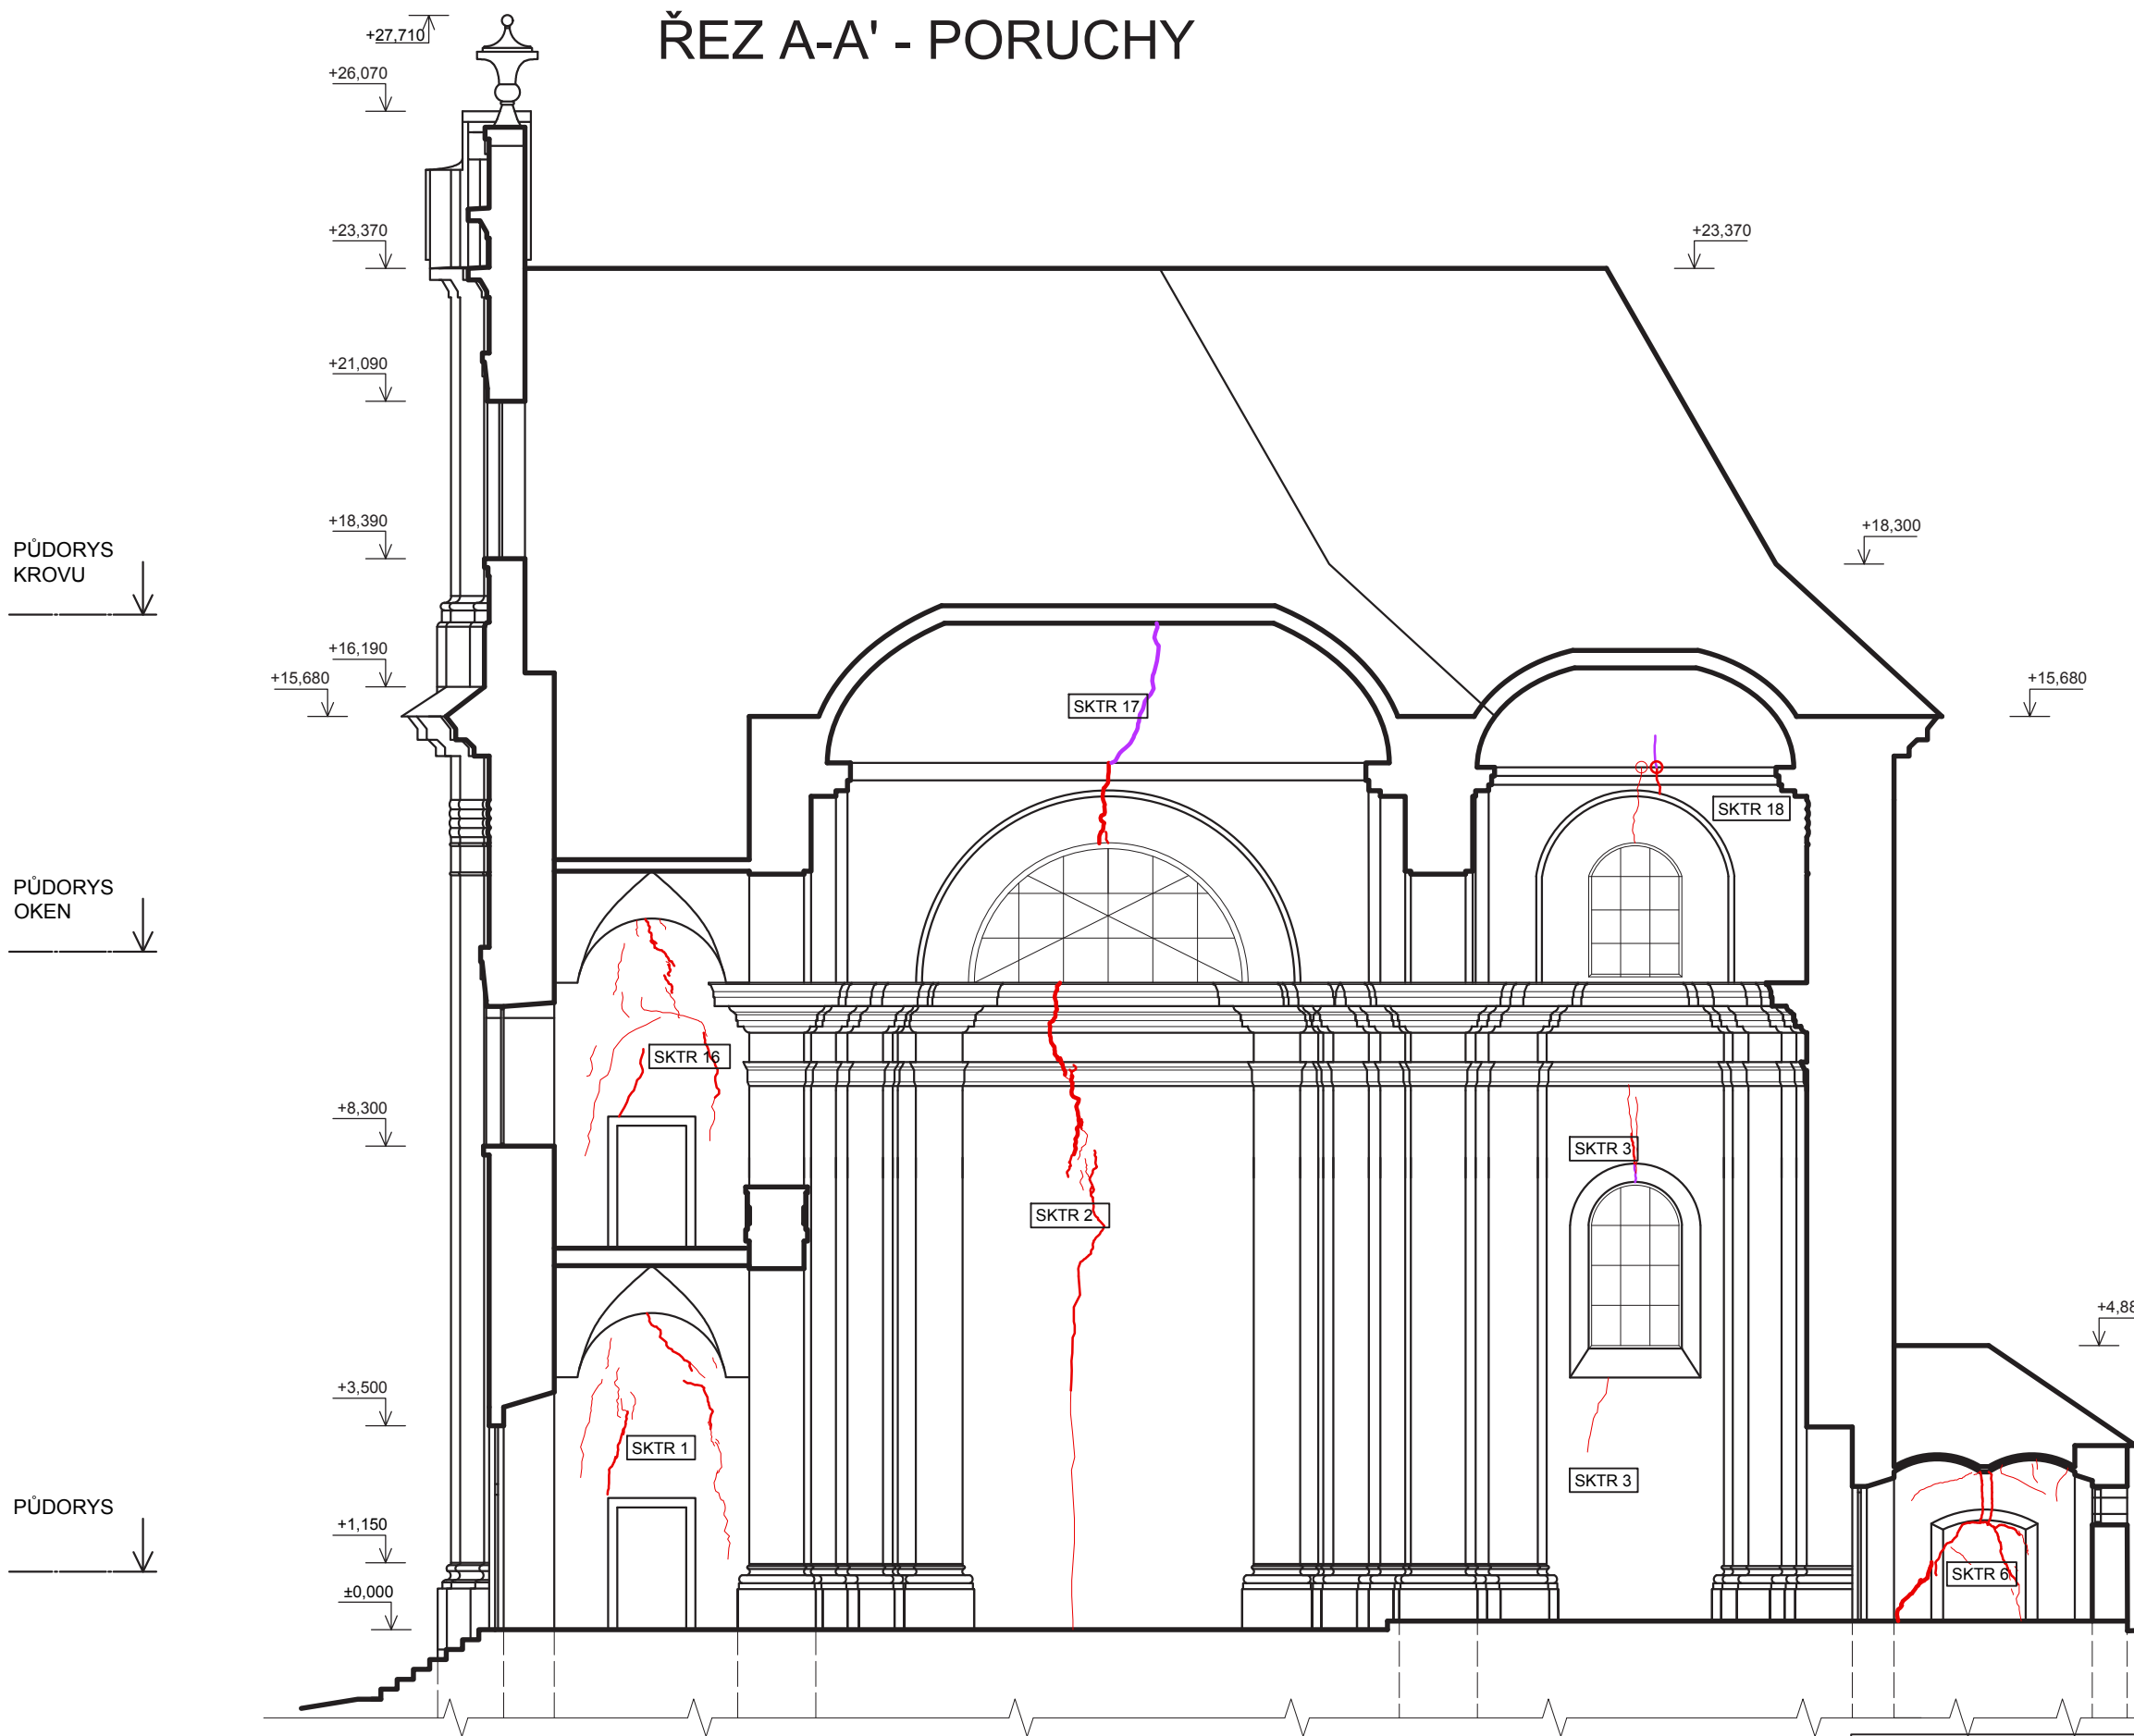 ŘEZ A-A' - PORUCHY
+27,710
+26,070
+23,370
+23,370
+21,090
+18,390
+18,300
PŮDORYS
KROVU
+16,190
+15,680
+15,680
SKTR 17
SKTR 18
PŮDORYS
OKEN
SKTR 16
+8,300
SKTR 3
SKTR 2
+4,88
+3,500
SKTR 1
SKTR 3
PŮDORYS
+1,150
SKTR 6
±0,000